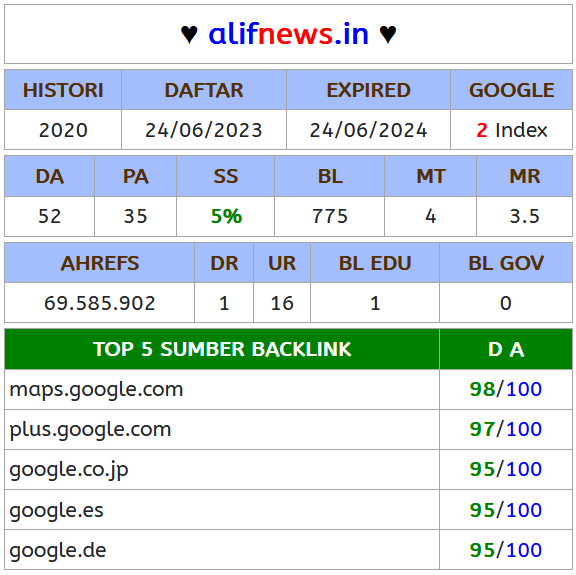 ♥ alifnews.in ♥
HISTORI DAFTAR EXPIRED GOOGLE
2020 24/06/2023 24/06/2024 2 Index
DA PA SS BL MT MR
52 35 5% 775 4 3.5
AHREFS DR UR BL EDU BL GOV
69.585.902 1 16 1 0
TOP 5 SUMBER BACKLINK D A
maps.google.com 98/100
plus.google.com 97/100
google.co.jp 95/100
google.es 95/100
google.de 95/100